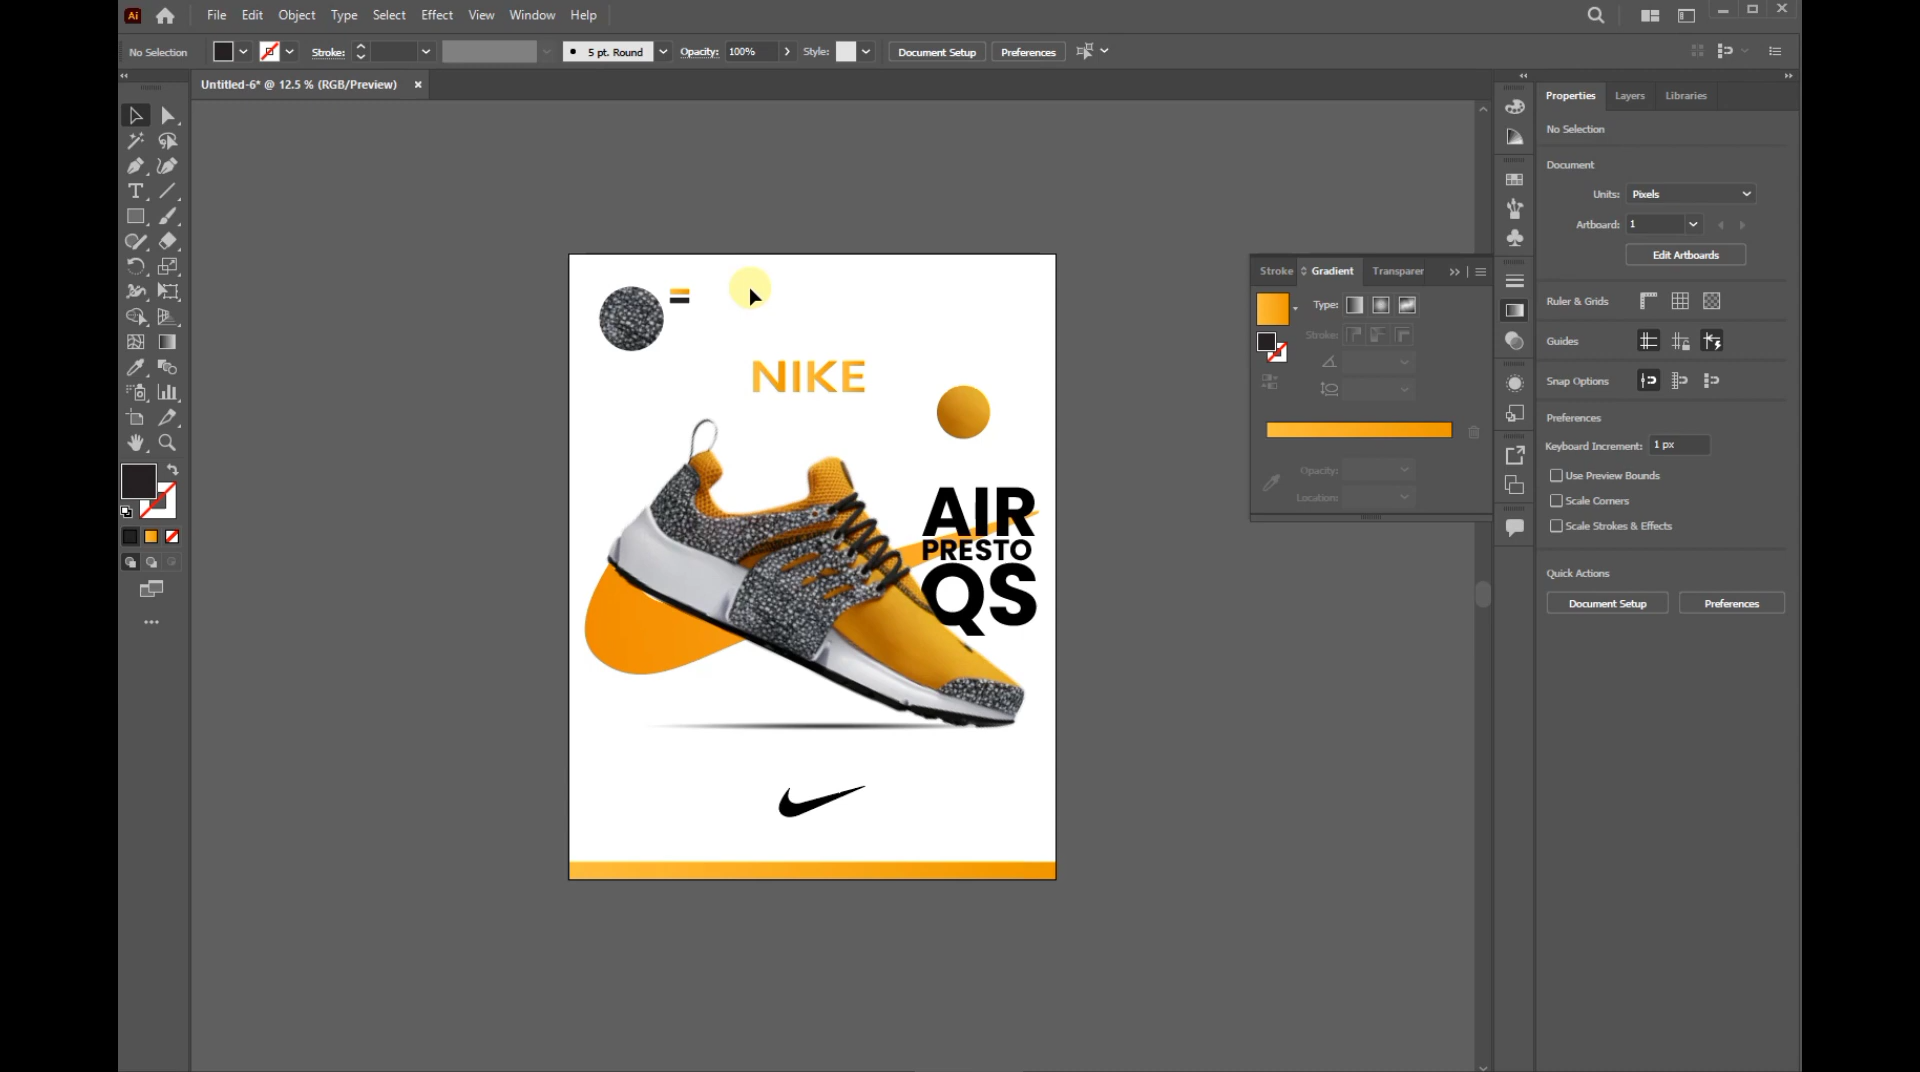 Ai File Edit Object Type Select Effect View Window Help
No Selection Stroke: 5 pt. Round Opacity: 100% Style: Document Setup Preferences
Untitled-6* @ 12.5 % (RGB/Preview)
Properties Layers Libraries
No Selection
Document
Units: Pixels
Artboard: 1
Edit Artboards
Ruler & Grids
Guides
Snap Options
Preferences
Keyboard Increment: 1 px
Use Preview Bounds
Scale Corners
Scale Strokes & Effects
Quick Actions
Document Setup Preferences
Stroke Gradient Transparer
Type:
Stroke:
Opacity:
Location:
NIKE
AIR
PRESTO
QS